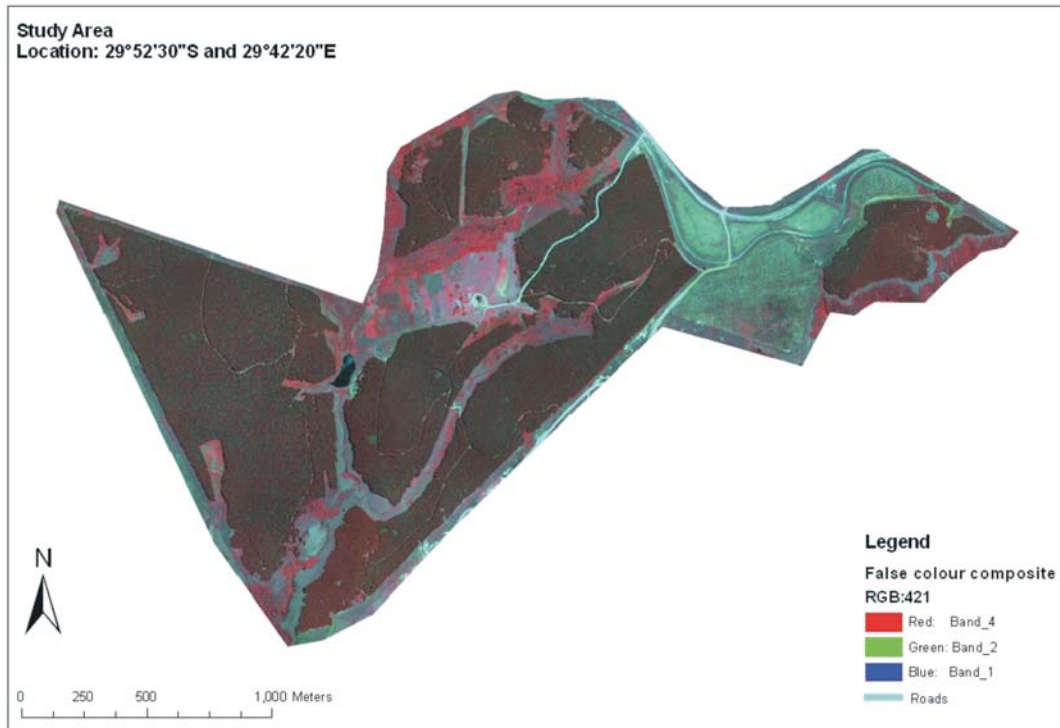 Study Area
Location: 29°52'30"S and 29°42'20"E
N
0 250 500 1,000 Meters
Legend
False colour composite
RGB:421
Red: Band_4
Green: Band_2
Blue: Band_1
Roads